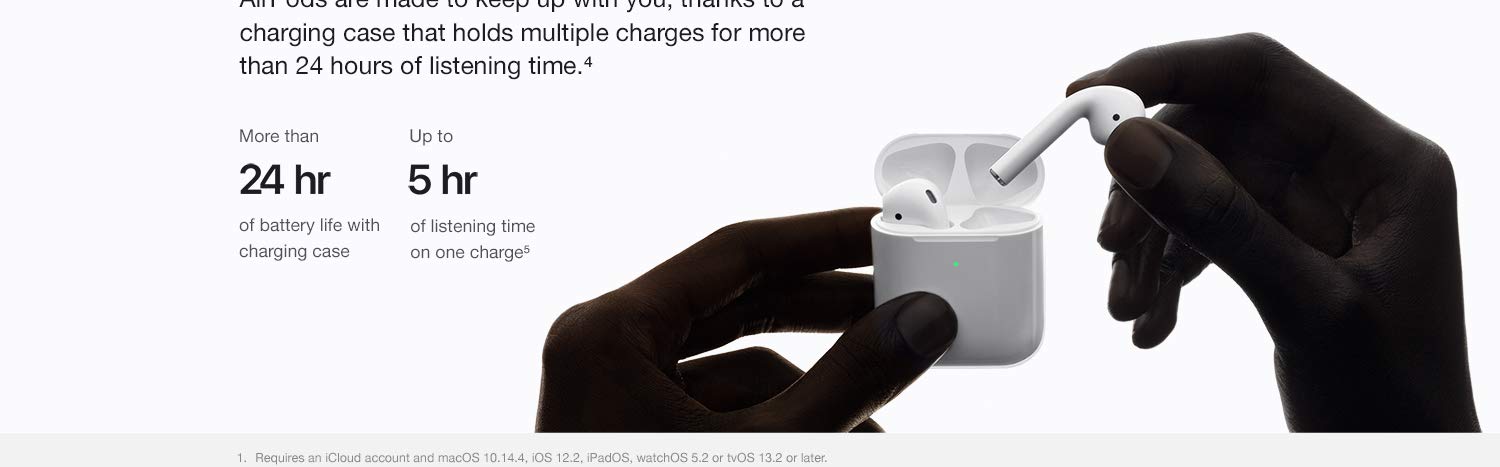 AirPods are made to keep up with you, thanks to a
charging case that holds multiple charges for more
than 24 hours of listening time.⁴
More than
24 hr
of battery life with
charging case
Up to
5 hr
of listening time
on one charge⁵
1. Requires an iCloud account and macOS 10.14.4, iOS 12.2, iPadOS, watchOS 5.2 or tvOS 13.2 or later.